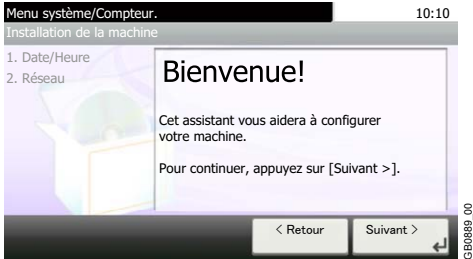 Menu système/Compteur.
10:10
Installation de la machine
1. Date/Heure
2. Réseau
Bienvenue!
Cet assistant vous aidera à configurer
votre machine.
Pour continuer, appuyez sur [Suivant >].
< Retour
Suivant >
GB0889_00